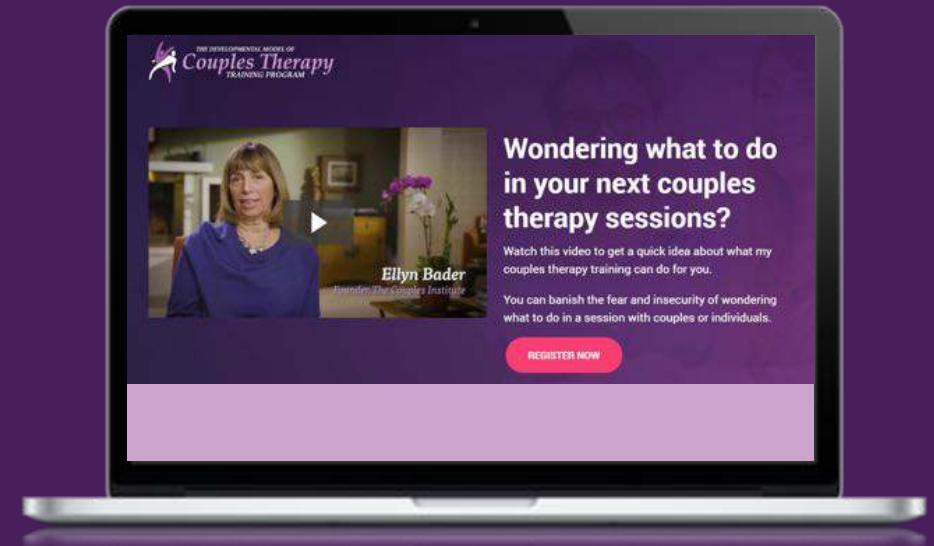 THE DEVELOPMENTAL MODEL OF
Couples Therapy
TRAINING PROGRAM
Wondering what to do
in your next couples
therapy sessions?
Watch this video to get a quick idea about what my
couples therapy training can do for you.
You can banish the fear and insecurity of wondering
what to do in a session with couples or individuals.
Ellyn Bader
Founder, The Couples Institute
REGISTER NOW